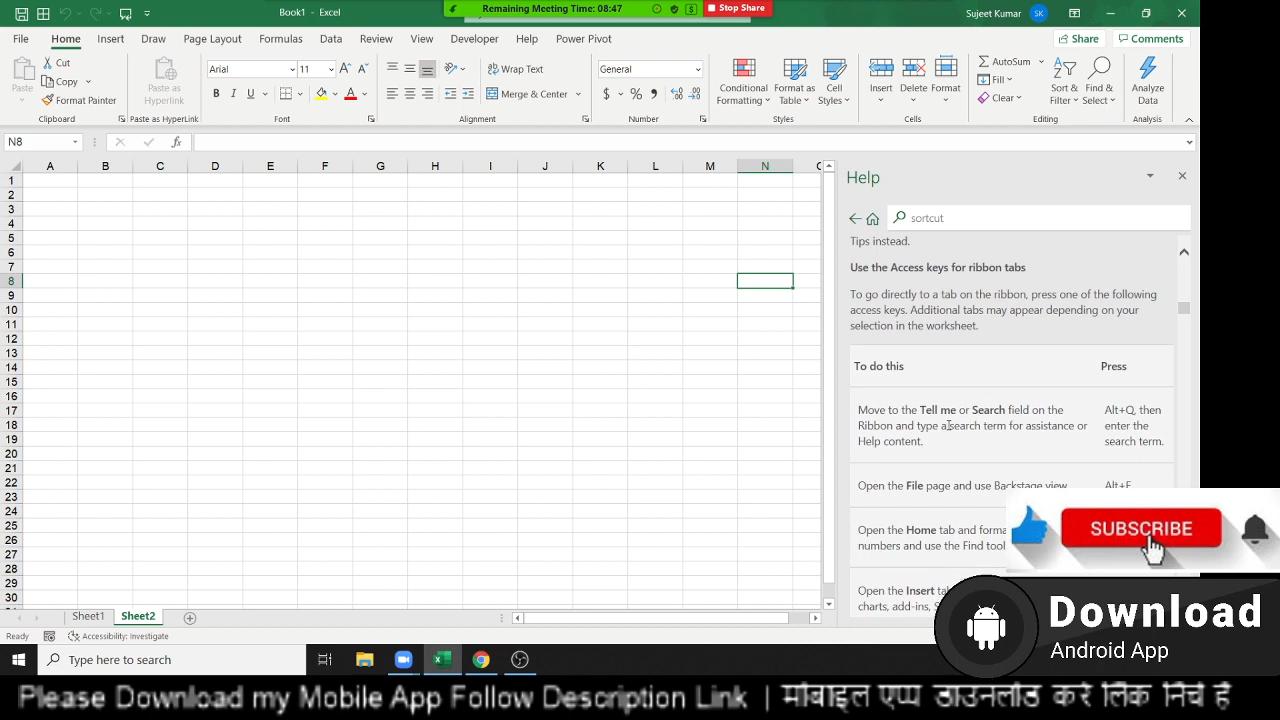 Book1 - Excel
Remaining Meeting Time: 08:47
Stop Share
Sujeet Kumar
SK
File
Home
Insert
Draw
Page Layout
Formulas
Data
Review
View
Developer
Help
Power Pivot
Share
Comments
Paste
Cut
Copy
Format Painter
Clipboard
Paste as
Hyperlink
Paste as HyperLink
Arial
11
B I U
Font
Wrap Text
Merge & Center
Alignment
General
Number
Conditional
Formatting
Format as
Table
Cell
Styles
Styles
Insert
Delete
Format
Cells
AutoSum
Fill
Clear
Sort &
Filter
Find &
Select
Editing
Analyze
Data
Analysis
N8
fx
A B C D E F G H I J K L M N
1
2
3
4
5
6
7
8
9
10
11
12
13
14
15
16
17
18
19
20
21
22
23
24
25
26
27
28
29
30
Help
sortcut
Tips instead.
Use the Access keys for ribbon tabs
To go directly to a tab on the ribbon, press one of the following
access keys. Additional tabs may appear depending on your
selection in the worksheet.
To do this Press
Move to the Tell me or Search field on the
Ribbon and type a search term for assistance or
Help content.
Alt+Q, then
enter the
search term.
Open the File page and use Backstage view
Alt+F
Open the Home tab and
numbers and use the Find
Open the Insert
charts, add-ins,
SUBSCRIBE
Download
Android App
Sheet1
Sheet2
Ready
Accessibility: Investigate
Type here to search
Please Download my Mobile App Follow Description Link | मोबाइल एप्प डाउनलोड करे लिंक निचे है